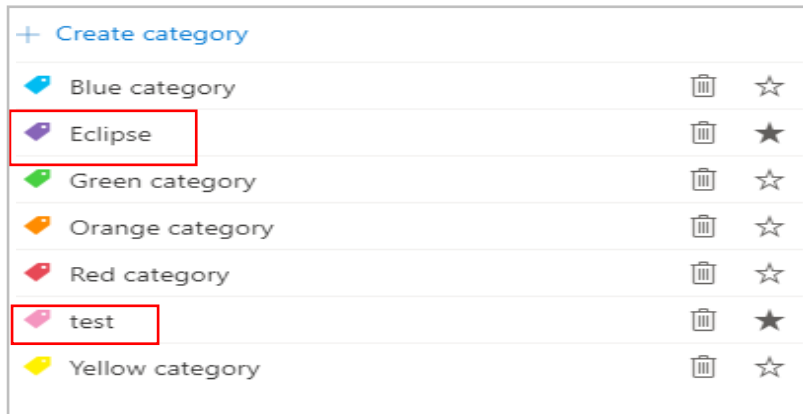 Create category
Blue category
Eclipse
Green category
Orange category
Red category
test
Yellow category